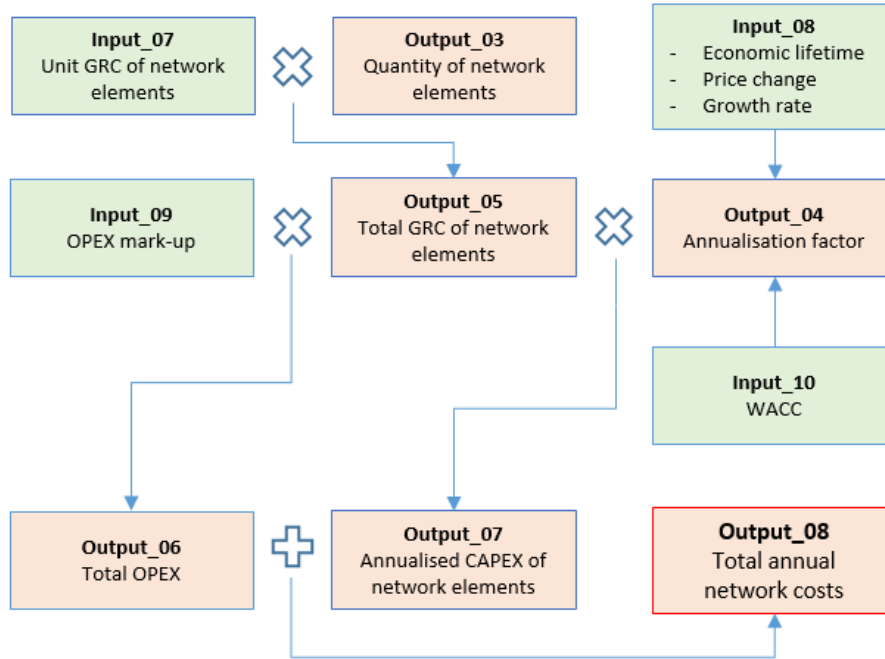 Input_07
Unit GRC of network
elements
Output_03
Quantity of network
elements
Input_08
- Economic lifetime
- Price change
- Growth rate
Input_09
OPEX mark-up
Output_05
Total GRC of network
elements
Output_04
Annualisation factor
Input_10
WACC
Output_06
Total OPEX
Output_07
Annualised CAPEX of
network elements
Output_08
Total annual
network costs